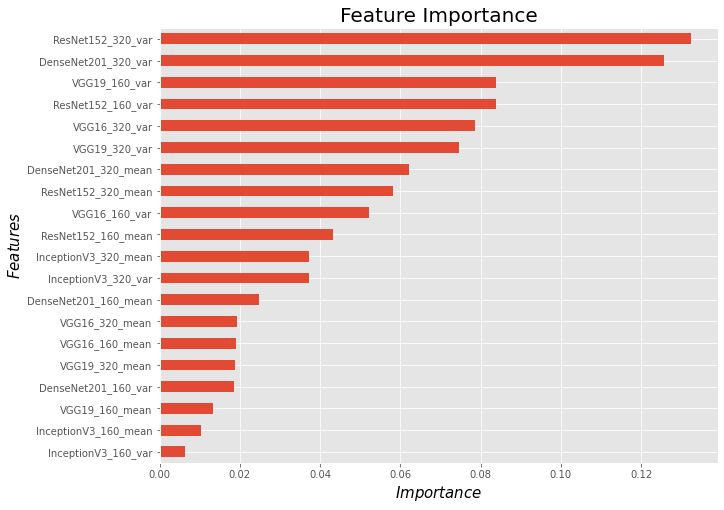 Feature Importance
ResNet152_320_var
DenseNet201_320_var
VGG19_160_var
ResNet152_160_var
VGG16_320_var
VGG19_320_var
DenseNet201_320_mean
ResNet152_320_mean
VGG16_160_var
ResNet152_160_mean
InceptionV3_320_mean
InceptionV3_320_var
DenseNet201_160_mean
VGG16_320_mean
VGG16_160_mean
VGG19_320_mean
DenseNet201_160_var
VGG19_160_mean
InceptionV3_160_mean
InceptionV3_160_var
Features
0.00 0.02 0.04 0.06 0.08 0.10 0.12
Importance